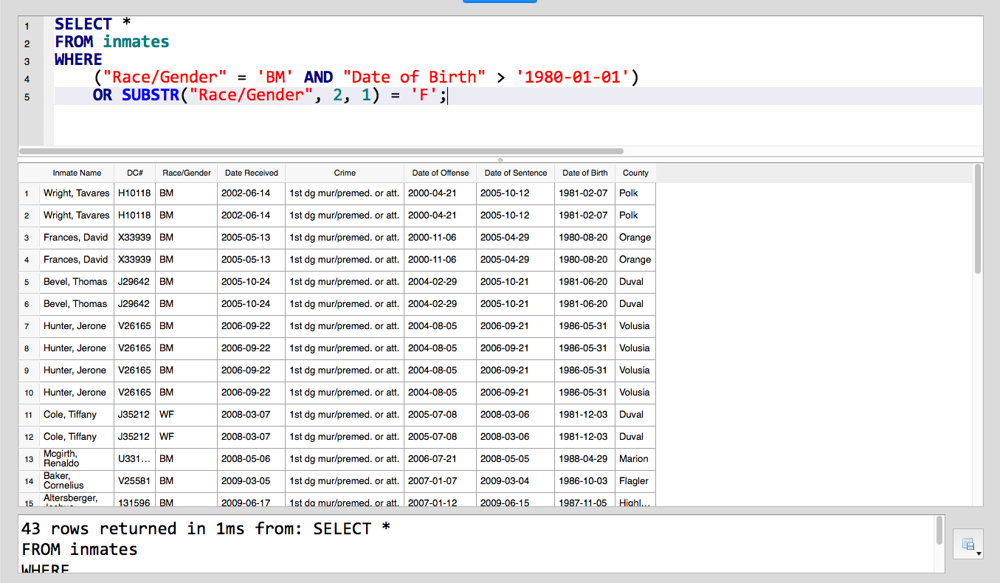 1 SELECT *
2 FROM inmates
3 WHERE
4 ("Race/Gender" = 'BM' AND "Date of Birth" > '1980-01-01')
5 OR SUBSTR("Race/Gender", 2, 1) = 'F';
Inmate Name DC# Race/Gender Date Received Crime Date of Offense Date of Sentence Date of Birth County
1 Wright, Tavares H10118 BM 2002-06-14 1st dg mur/premed. or att. 2000-04-21 2005-10-12 1981-02-07 Polk
2 Wright, Tavares H10118 BM 2002-06-14 1st dg mur/premed. or att. 2000-04-21 2005-10-12 1981-02-07 Polk
3 Frances, David X33939 BM 2005-05-13 1st dg mur/premed. or att. 2000-11-06 2005-04-29 1980-08-20 Orange
4 Frances, David X33939 BM 2005-05-13 1st dg mur/premed. or att. 2000-11-06 2005-04-29 1980-08-20 Orange
5 Bevel, Thomas J29642 BM 2005-10-24 1st dg mur/premed. or att. 2004-02-29 2005-10-21 1981-06-20 Duval
6 Bevel, Thomas J29642 BM 2005-10-24 1st dg mur/premed. or att. 2004-02-29 2005-10-21 1981-06-20 Duval
7 Hunter, Jerone V26165 BM 2006-09-22 1st dg mur/premed. or att. 2004-08-05 2006-09-21 1986-05-31 Volusia
8 Hunter, Jerone V26165 BM 2006-09-22 1st dg mur/premed. or att. 2004-08-05 2006-09-21 1986-05-31 Volusia
9 Hunter, Jerone V26165 BM 2006-09-22 1st dg mur/premed. or att. 2004-08-05 2006-09-21 1986-05-31 Volusia
10 Hunter, Jerone V26165 BM 2006-09-22 1st dg mur/premed. or att. 2004-08-05 2006-09-21 1986-05-31 Volusia
11 Cole, Tiffany J35212 WF 2008-03-07 1st dg mur/premed. or att. 2005-07-08 2008-03-06 1981-12-03 Duval
12 Cole, Tiffany J35212 WF 2008-03-07 1st dg mur/premed. or att. 2005-07-08 2008-03-06 1981-12-03 Duval
13 Mcgirth, Renaldo U331... BM 2008-05-06 1st dg mur/premed. or att. 2006-07-21 2008-05-05 1988-04-29 Marion
14 Baker, Cornelius V25581 BM 2009-03-05 1st dg mur/premed. or att. 2007-01-07 2009-03-04 1986-10-03 Flagler
15 Altersberger, 131596 BM 2009-06-17 1st dg mur/premed. or att. 2007-01-12 2009-06-15 1987-11-05 Highl...
43 rows returned in 1ms from: SELECT *
FROM inmates
WHERE